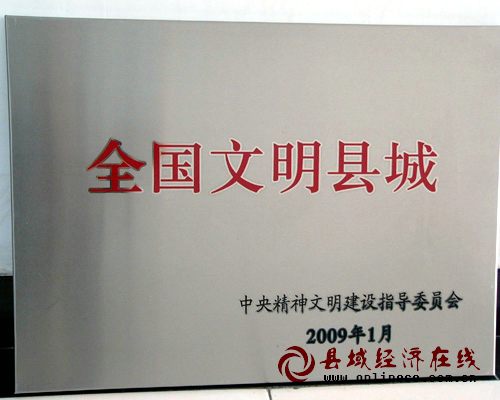 全国文明县城
中央精神文明建设指导委员会
2009年1月
县域经济在线